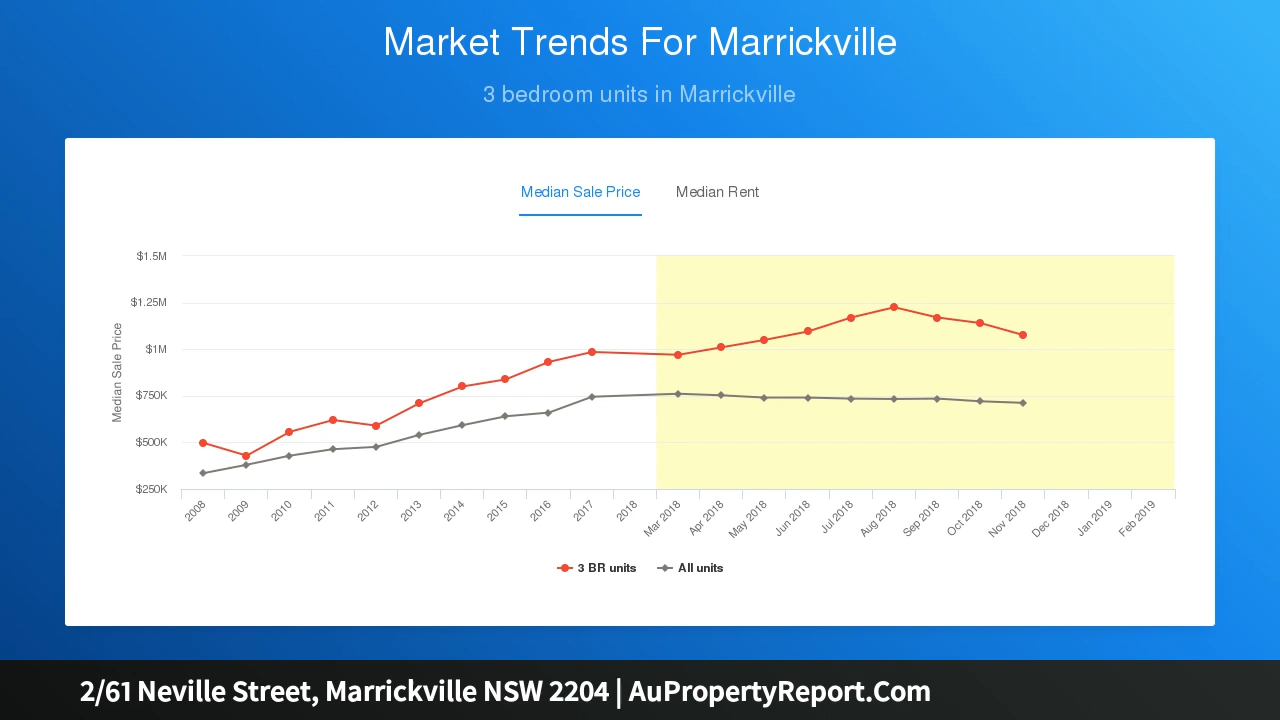 Market Trends For Marrickville
3 bedroom units in Marrickville
Median Sale Price Median Rent
Median Sale Price
$1.5M
$1.25M
$1M
$750K
$500K
$250K
2008 2009 2010 2011 2012 2013 2014 2015 2016 2017 2018 Mar 2018 Apr 2018 May 2018 Jun 2018 Jul 2018 Aug 2018 Sep 2018 Oct 2018 Nov 2018 Dec 2018 Jan 2019 Feb 2019
3 BR units All units
2/61 Neville Street, Marrickville NSW 2204 | AuPropertyReport.Com